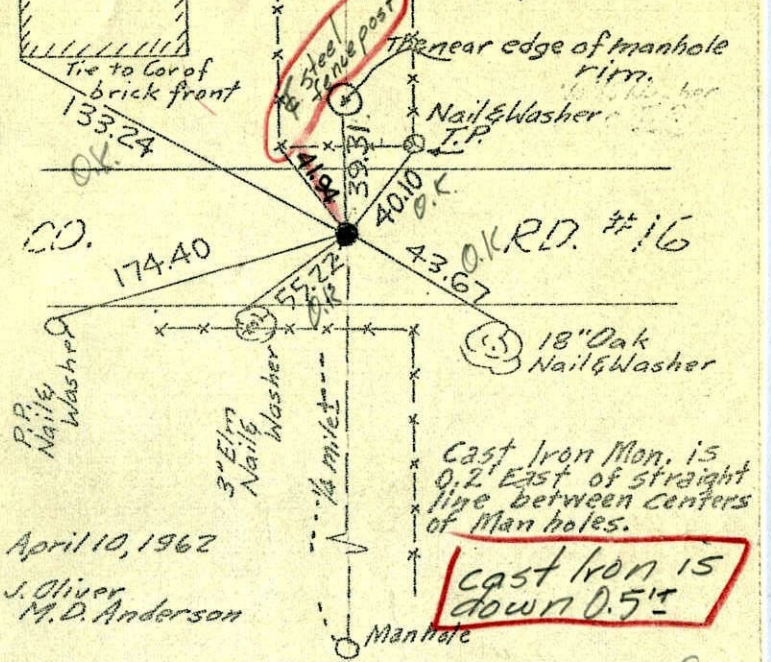 Steel
fence post
The near edge of manhole
rim.
Tie to Cor of
brick front
Nail & Washer
T.P.
133.24
O.K.
41.94
39.31
40.10
O.K.
CO.
RD. #16
174.40
55.22
O.K
43.67
O.K
18" Oak
Nail & Washer
P.P.
Nail &
Washer
3" Elm
Nail &
Washer
1/4 mile±
Cast Iron Mon. is
0.2' East of straight
line between centers
of Man holes.
April 10, 1962
J. Oliver
M.D. Anderson
cast Iron is
down 0.5'±
Manhole